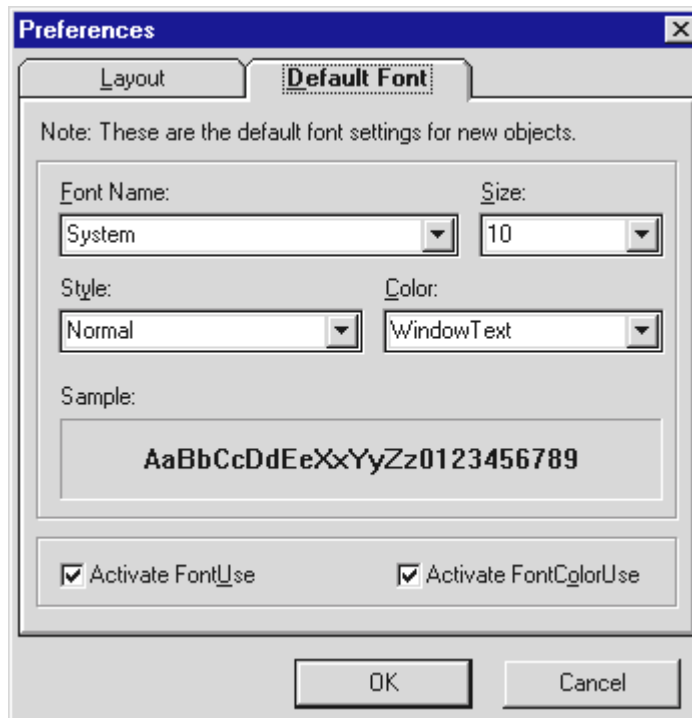 Preferences
Layout Default Font
Note: These are the default font settings for new objects.
Font Name: Size:
System 10
Style: Color:
Normal WindowText
Sample:
AaBbCcDdEeXxYyZz0123456789
Activate FontUse Activate FontColorUse
OK Cancel